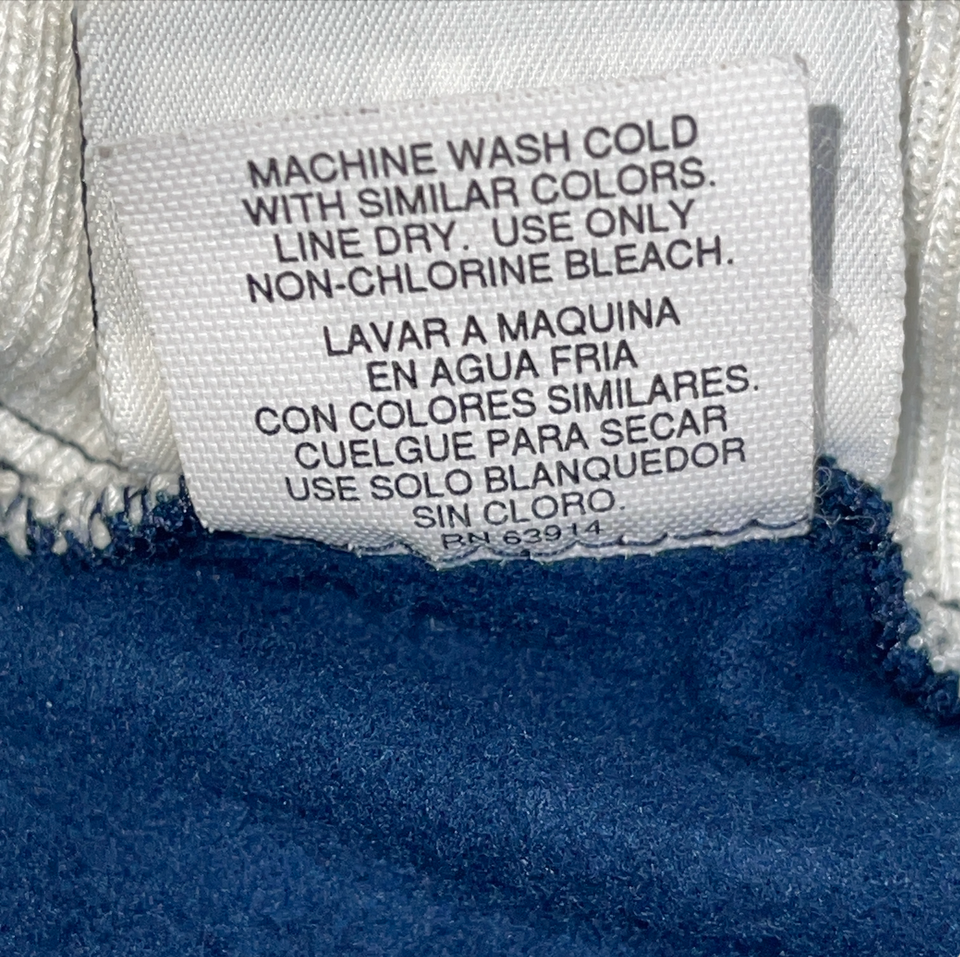 MACHINE WASH COLD
WITH SIMILAR COLORS.
LINE DRY. USE ONLY
NON-CHLORINE BLEACH.
LAVAR A MAQUINA
EN AGUA FRIA
CON COLORES SIMILARES.
CUELGUE PARA SECAR
USE SOLO BLANQUEDOR
SIN CLORO.
RN 63914